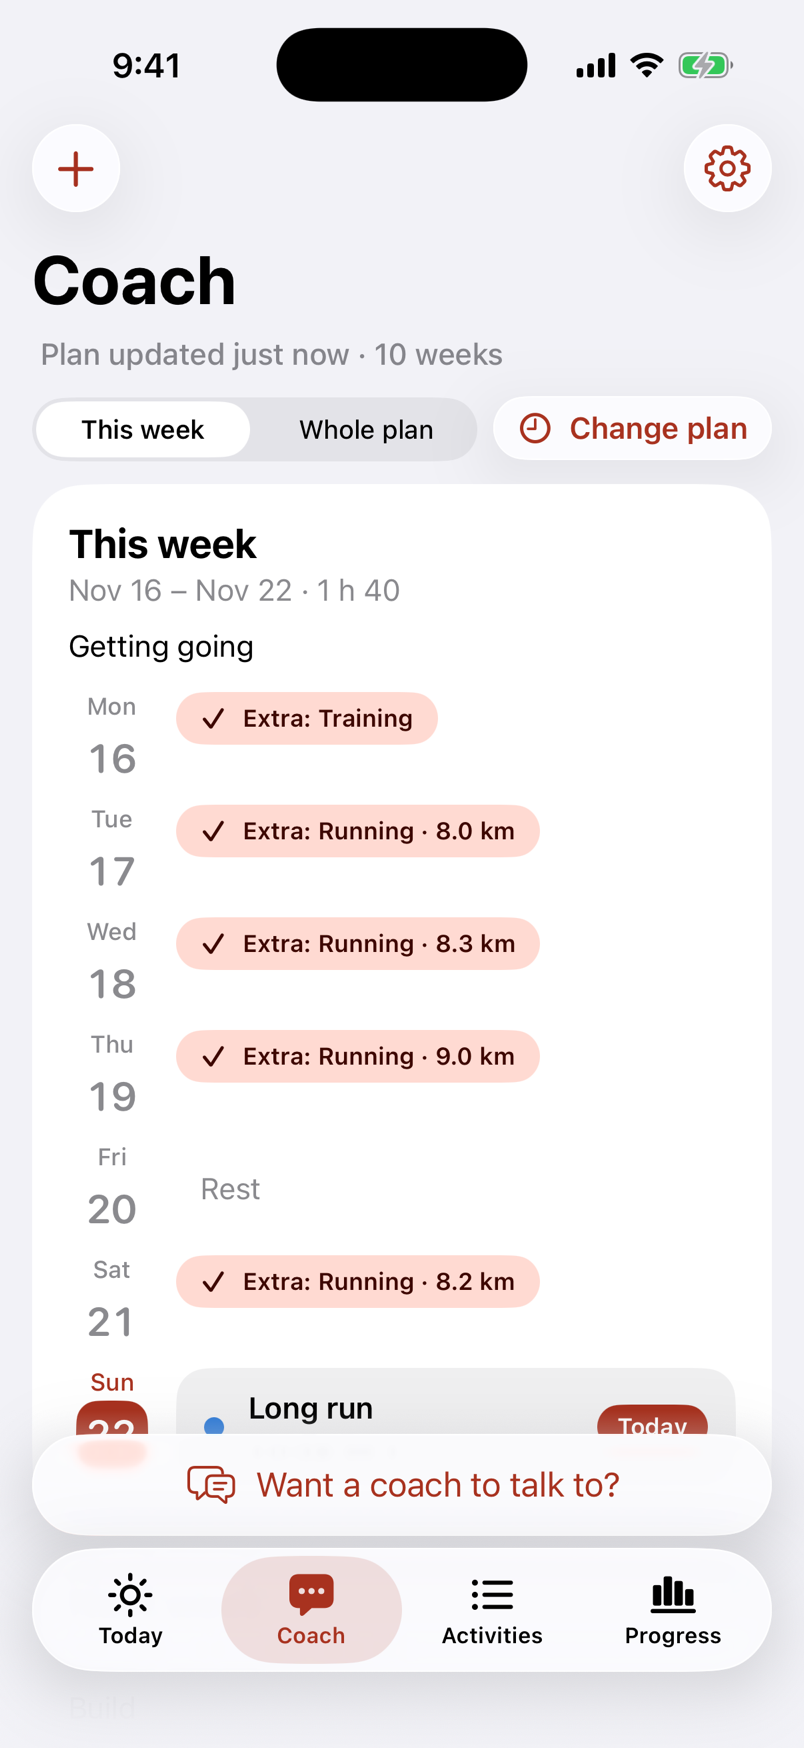 9:41
Coach
Plan updated just now · 10 weeks
This week
Whole plan
Change plan
This week
Nov 16 – Nov 22 · 1 h 40
Getting going
Mon
16
Extra: Training
Tue
17
Extra: Running · 8.0 km
Wed
18
Extra: Running · 8.3 km
Thu
19
Extra: Running · 9.0 km
Fri
20
Rest
Sat
21
Extra: Running · 8.2 km
Sun
22
Long run
Today
Want a coach to talk to?
Today
Coach
Activities
Progress
Build